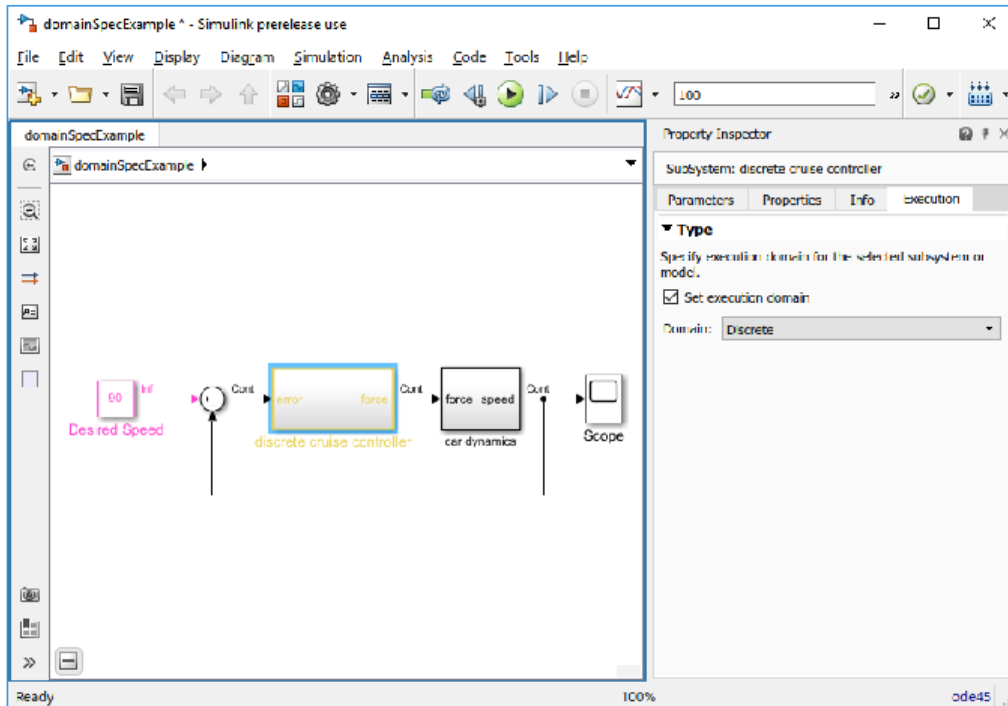 domainSpecExample * - Simulink prerelease use
File Edit View Display Diagram Simulation Analysis Code Tools Help
100
domainSpecExample
domainSpecExample
Property Inspector
SubSystem: discrete cruise controller
Parameters Properties Info Execution
Type
Specify execution domain for the selected subsystem or
model.
Set execution domain
Domain: Discrete
90 Inf
Desired Speed
Cont
error force
discrete cruise controller
Cont
force speed
car dynamics
Cont
Scope
Ready 100% ode45